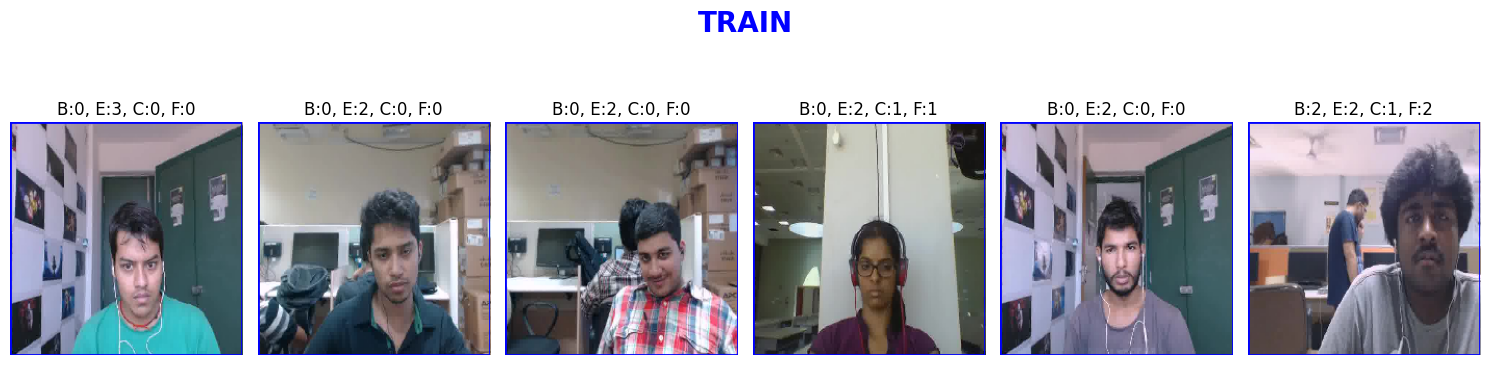 TRAIN
B:0, E:3, C:0, F:0
B:0, E:2, C:0, F:0
B:0, E:2, C:0, F:0
B:0, E:2, C:1, F:1
B:0, E:2, C:0, F:0
B:2, E:2, C:1, F:2